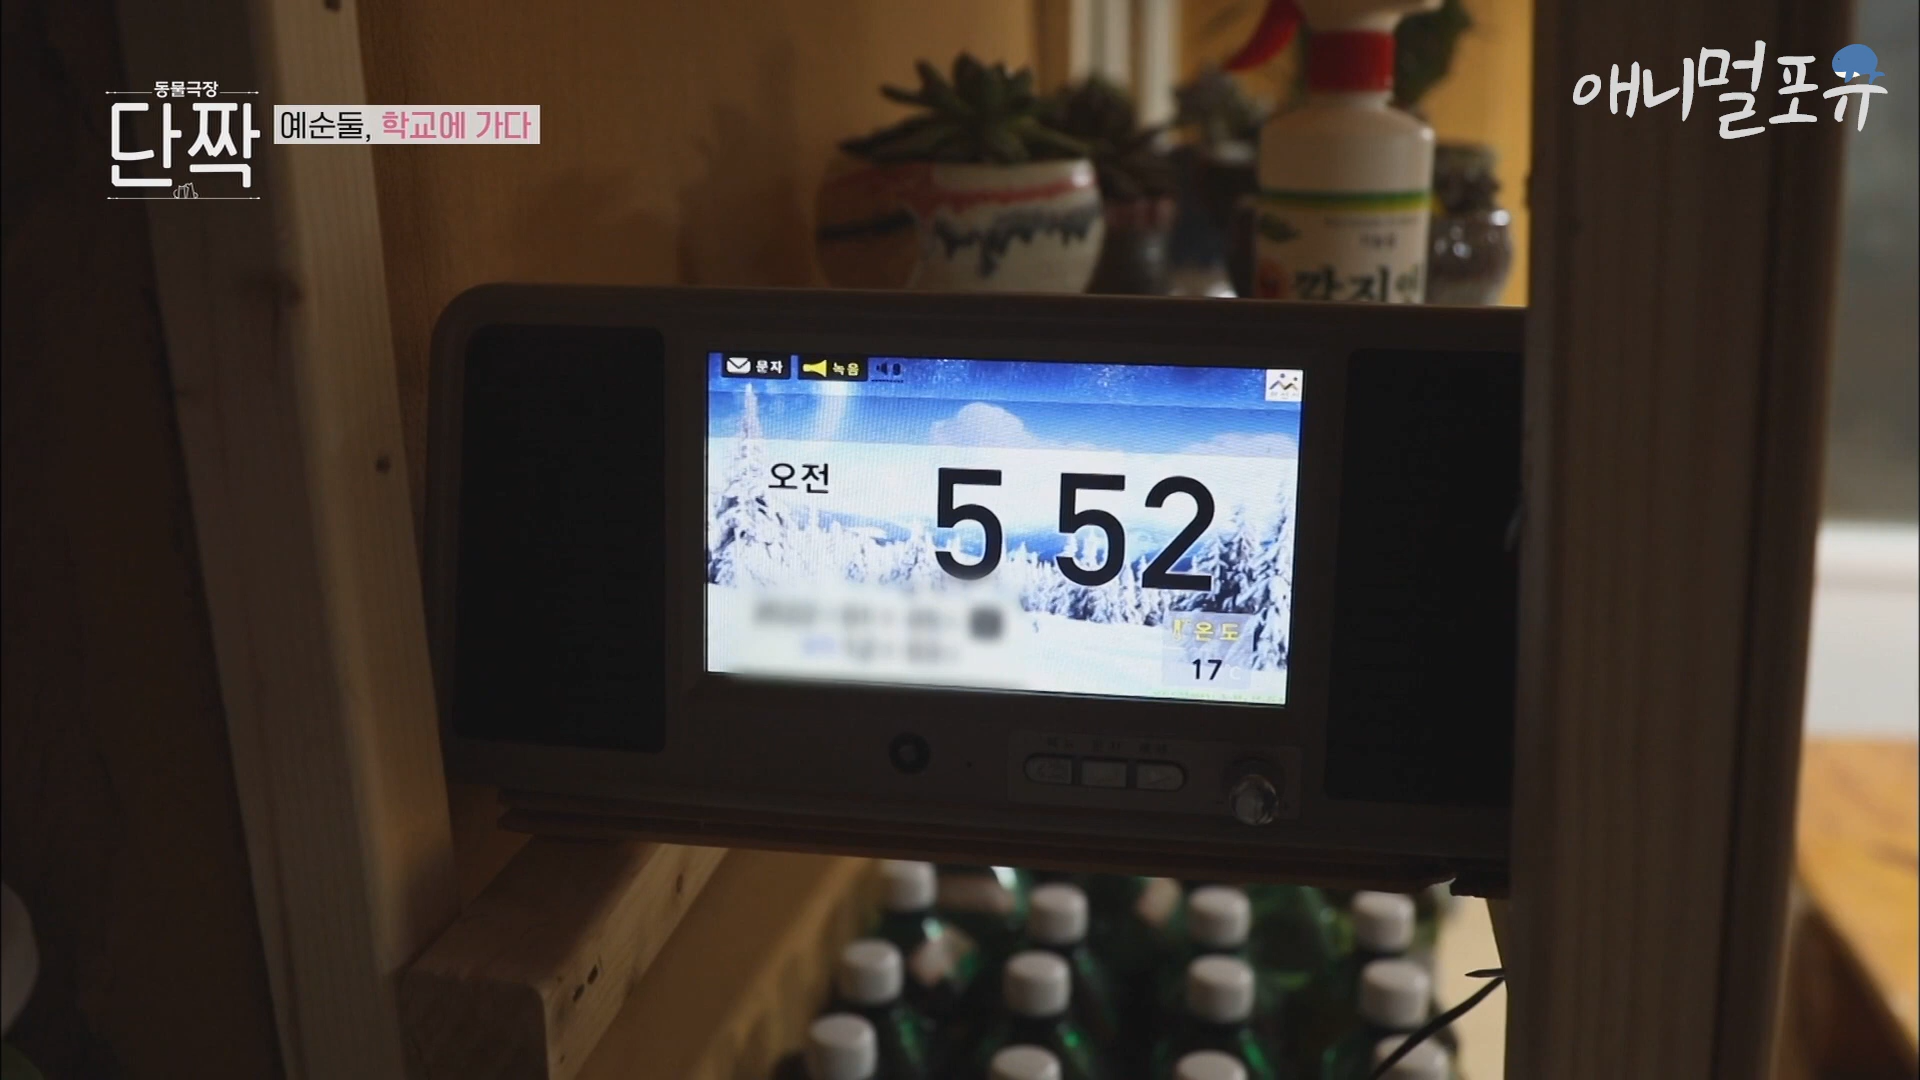 동물극장
단짝
예순둘, 학교에 가다
애니멀포유
문자 녹음
오전
5 52
온도
17